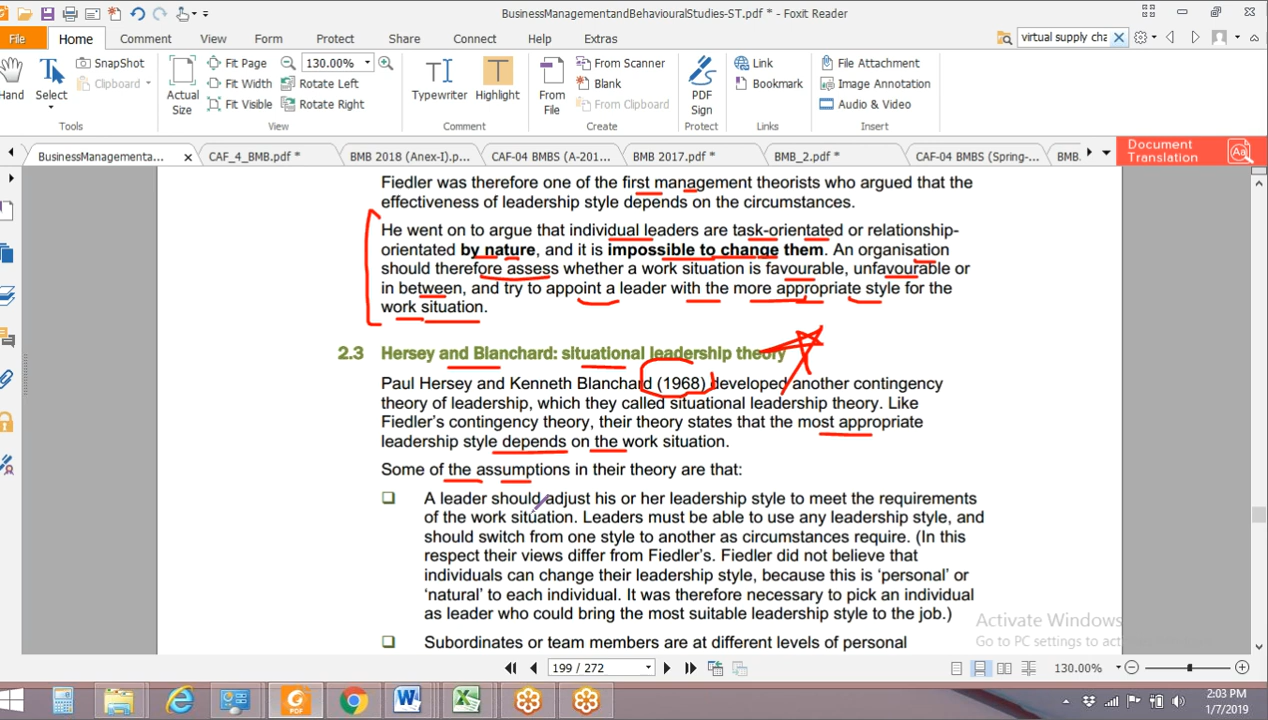 BusinessManagementandBehaviouralStudies-ST.pdf * - Foxit Reader
File Home Comment View Form Protect Share Connect Help Extras
virtual supply cha
SnapShot
Clipboard
Hand
Select
Actual Size
Fit Page
Fit Width
Fit Visible
130.00%
Rotate Left
Rotate Right
Typewriter
Highlight
From File
From Scanner
Blank
From Clipboard
PDF Sign
Link
Bookmark
File Attachment
Image Annotation
Audio & Video
Tools View Comment Create Protect Links Insert
BusinessManagementa... CAF_4_BMB.pdf * BMB 2018 (Anex-I).p... CAF-04 BMBS (A-201... BMB 2017.pdf * BMB_2.pdf * CAF-04 BMBS (Spring-... BMB.
Document Translation
Fiedler was therefore one of the first management theorists who argued that the
effectiveness of leadership style depends on the circumstances.
He went on to argue that individual leaders are task-orientated or relationship-
orientated by nature, and it is impossible to change them. An organisation
should therefore assess whether a work situation is favourable, unfavourable or
in between, and try to appoint a leader with the more appropriate style for the
work situation.
2.3 Hersey and Blanchard: situational leadership theory
Paul Hersey and Kenneth Blanchard (1968) developed another contingency
theory of leadership, which they called situational leadership theory. Like
Fiedler's contingency theory, their theory states that the most appropriate
leadership style depends on the work situation.
Some of the assumptions in their theory are that:
A leader should adjust his or her leadership style to meet the requirements
of the work situation. Leaders must be able to use any leadership style, and
should switch from one style to another as circumstances require. (In this
respect their views differ from Fiedler's. Fiedler did not believe that
individuals can change their leadership style, because this is 'personal' or
'natural' to each individual. It was therefore necessary to pick an individual
as leader who could bring the most suitable leadership style to the job.)
Subordinates or team members are at different levels of personal
Activate Windows
Go to PC settings to act
199 / 272
130.00%
2:03 PM
1/7/2019